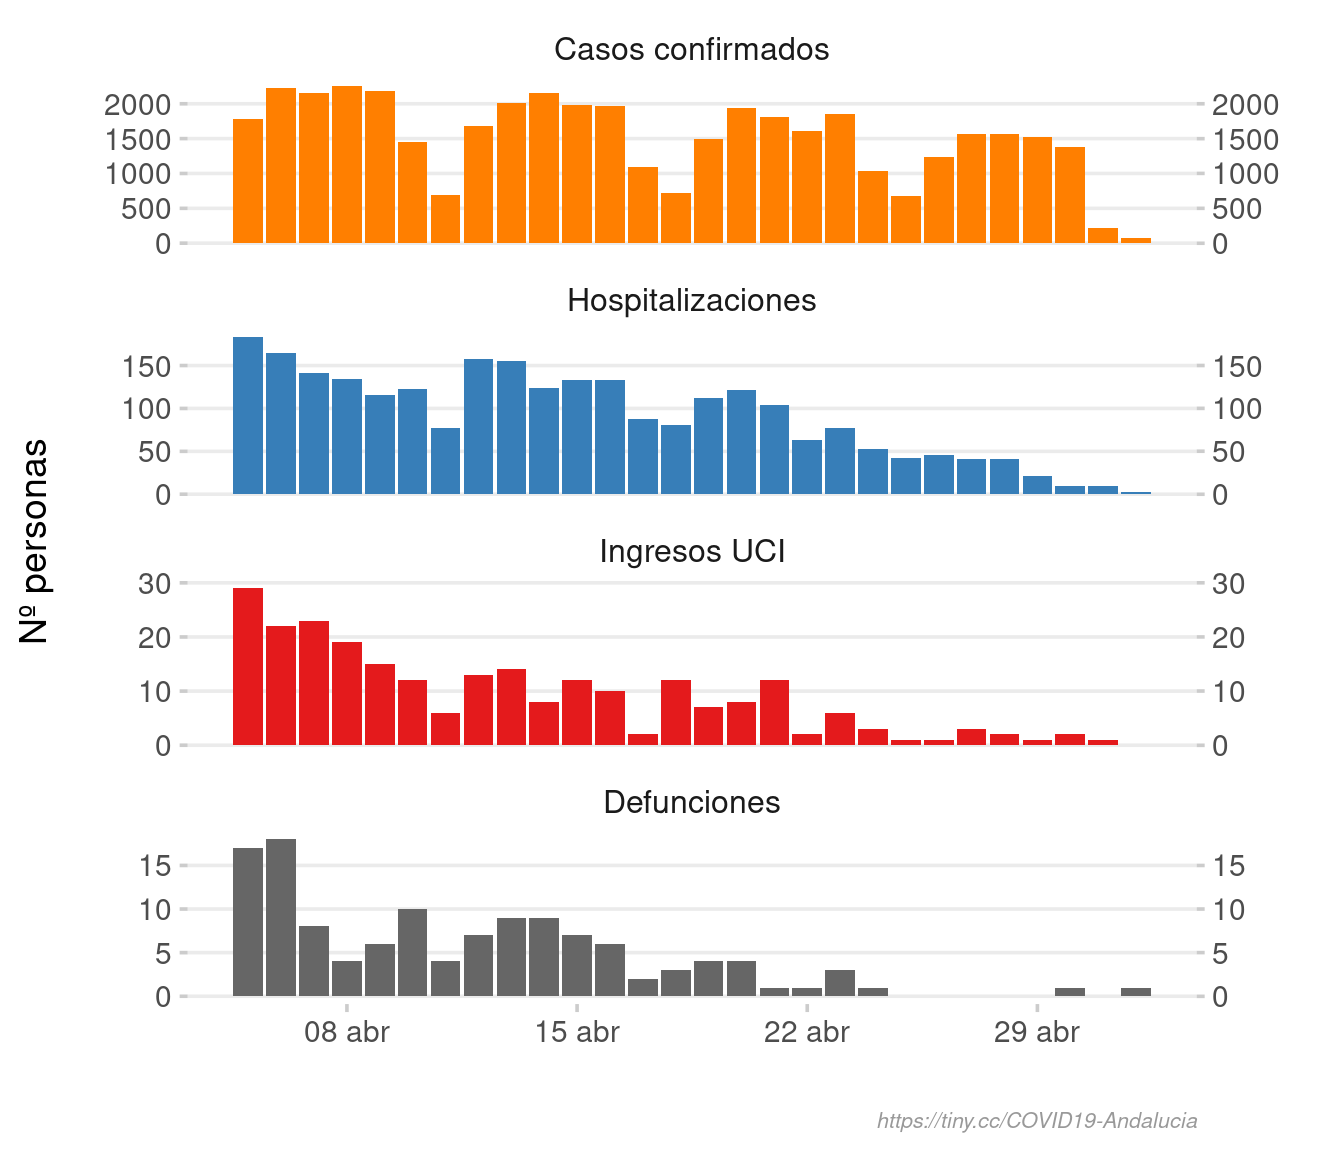 Casos confirmados
2000 2000
1500 1500
1000 1000
500 500
0 0
Hospitalizaciones
150 150
100 100
50 50
0 0
Nº personas
Ingresos UCI
30 30
20 20
10 10
0 0
Defunciones
15 15
10 10
5 5
0 0
08 abr 15 abr 22 abr 29 abr
https://tiny.cc/COVID19-Andalucia